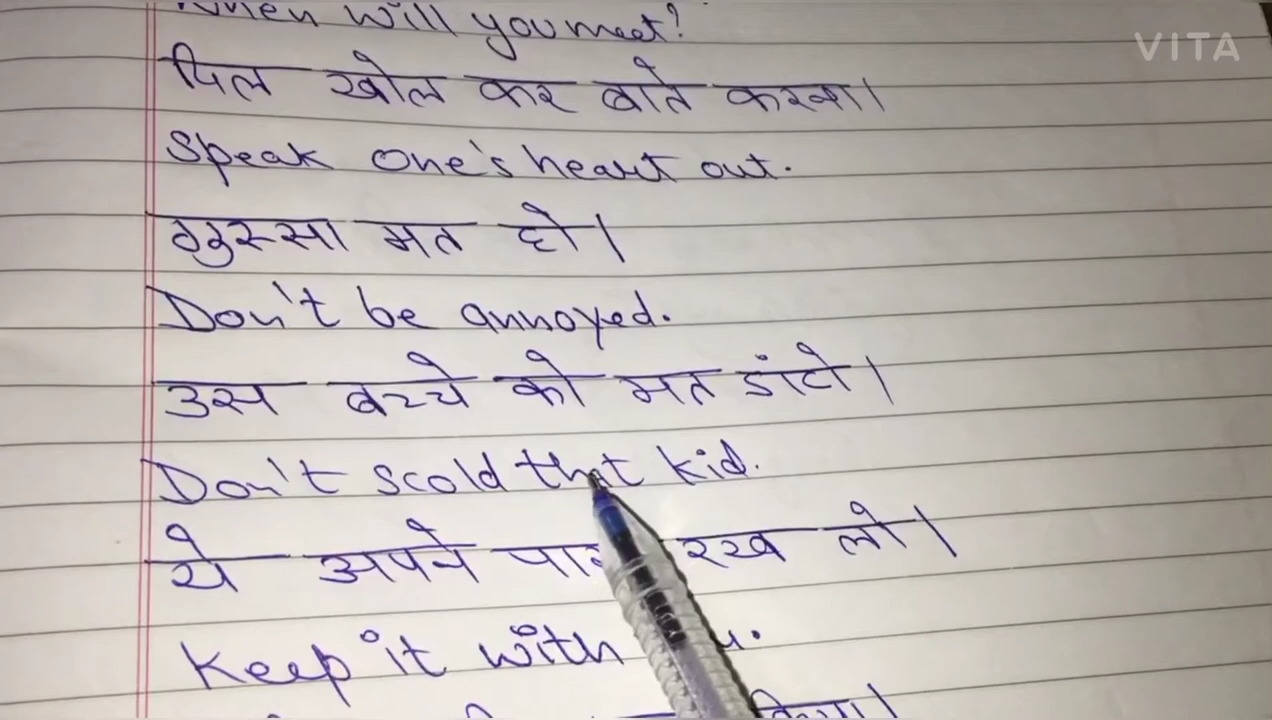 When will you meet?
VITA
दिल खोल कर बातें करना।
Speak one's heart out.
गुस्सा मत हो।
Don't be annoyed.
उस बच्चे को मत डांटो।
Don't scold that kid.
ये अपने रख लो।
Keep it with